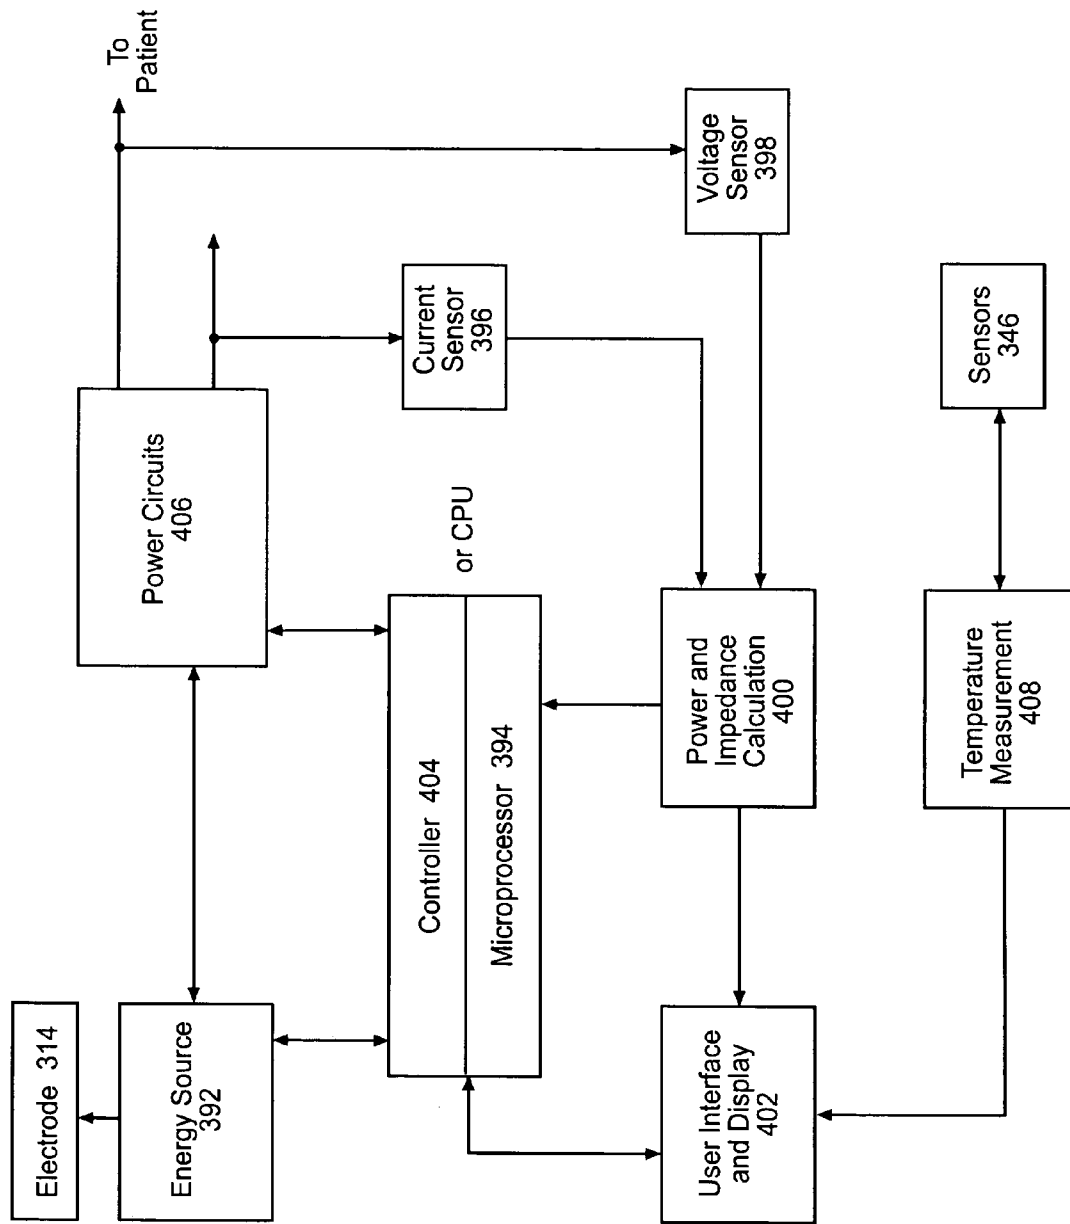 Electrode 314
Energy Source
392
Power Circuits
406
To
Patient
Controller 404
Microprocessor 394
or CPU
Current
Sensor
396
Voltage
Sensor
398
User Interface
and Display
402
Power and
Impedance
Calculation
400
Temperature
Measurement
408
Sensors
346